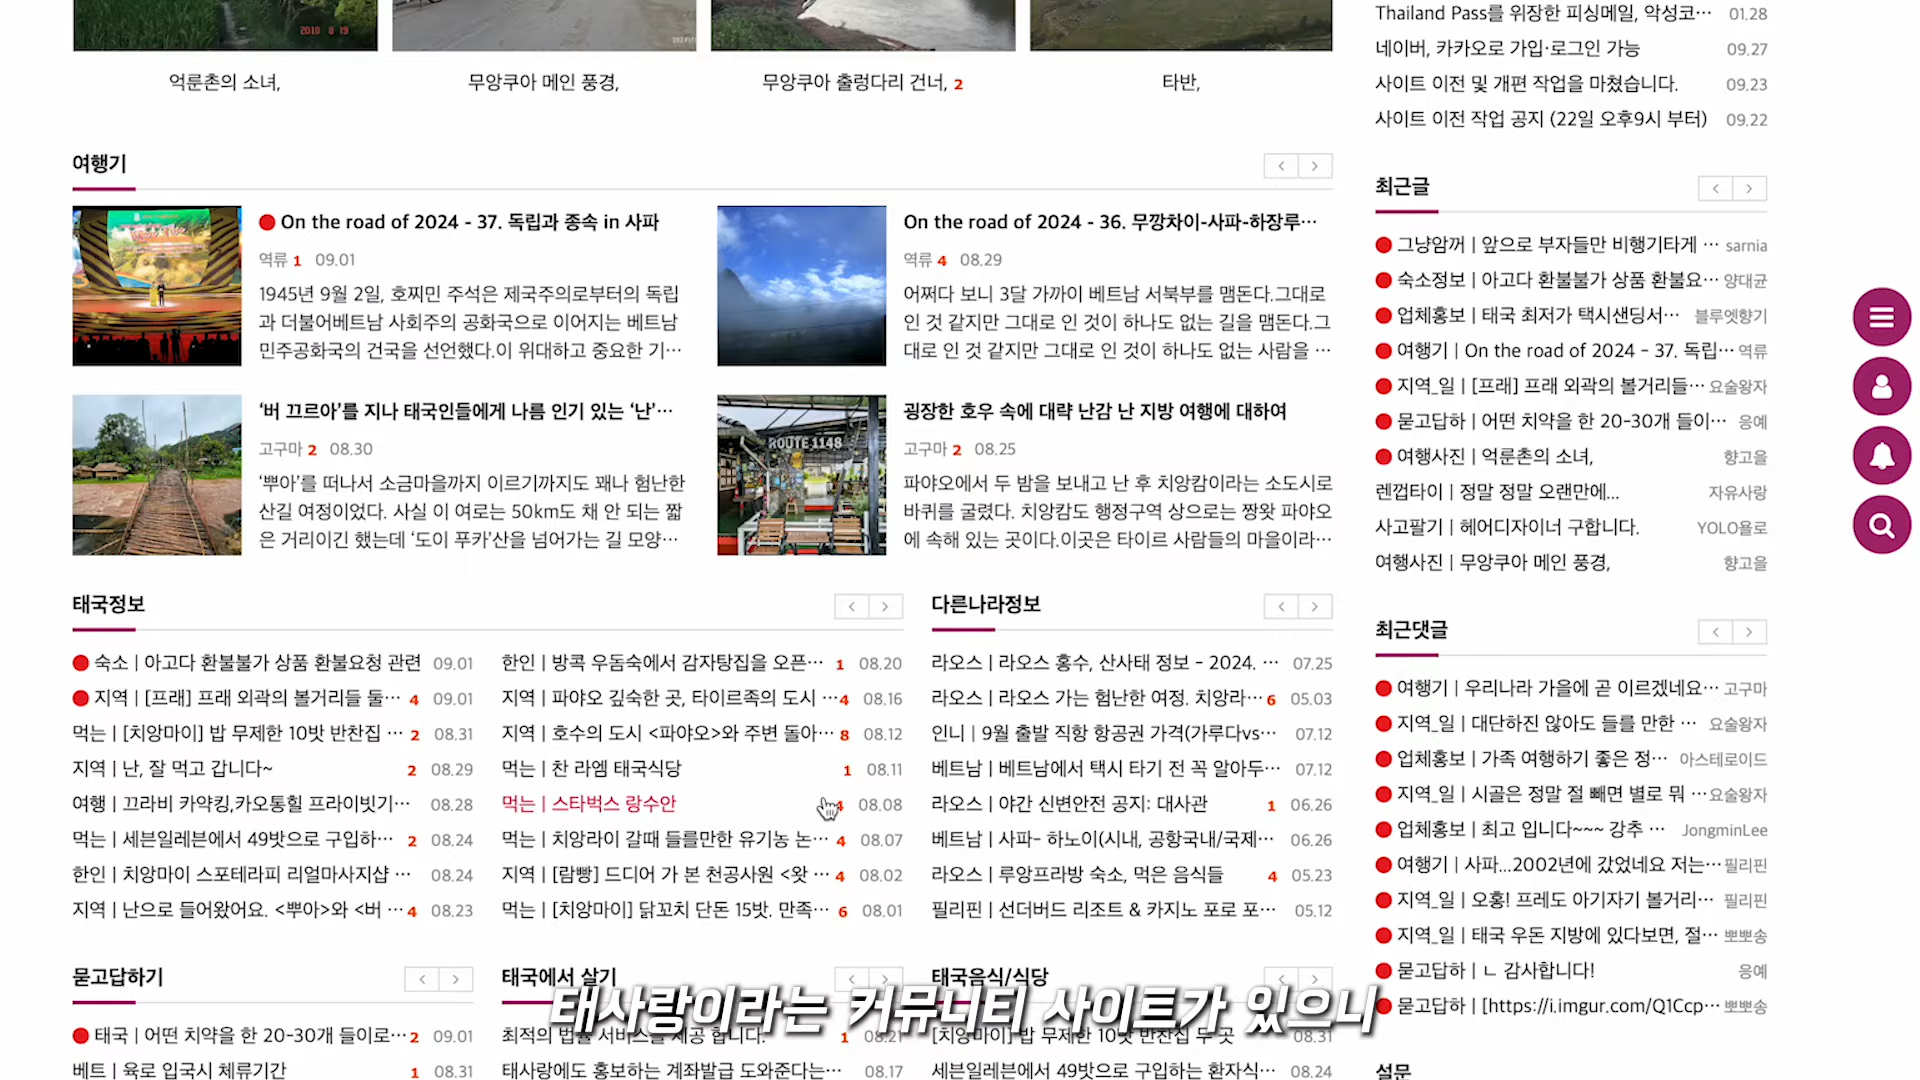 억룬촌의 소녀,
무앙쿠아 메인 풍경,
무앙쿠아 출렁다리 건너, 2
타반,
여행기
On the road of 2024 - 37. 독립과 종속 in 사파
역류 1 09.01
1945년 9월 2일, 호찌민 주석은 제국주의로부터의 독립
과 더불어베트남 사회주의 공화국으로 이어지는 베트남
민주공화국의 건국을 선언했다.이 위대하고 중요한 기…
On the road of 2024 - 36. 무깡차이-사파-하장루…
역류 4 08.29
어쩌다 보니 3달 가까이 베트남 서북부를 맴돈다.그대로
인 것 같지만 그대로 인 것이 하나도 없는 길을 맴돈다.그
대로 인 것 같지만 그대로 인 것이 하나도 없는 사람을 …
‘버 끄르아’를 지나 태국인들에게 나름 인기 있는 ‘난’…
고구마 2 08.30
‘뿌아’를 떠나서 소금마을까지 이르기까지도 꽤나 험난한
산길 여정이었다. 사실 이 여로는 50km도 채 안 되는 짧
은 거리이긴 했는데 ‘도이 푸카’산을 넘어가는 길 모양…
ROUTE 1148
굉장한 호우 속에 대략 난감 난 지방 여행에 대하여
고구마 2 08.25
파야오에서 두 밤을 보내고 난 후 치앙캄이라는 소도시로
바퀴를 굴렸다. 치앙캄도 행정구역 상으로는 짱왓 파야오
에 속해 있는 곳이다.이곳은 타이르 사람들의 마을이라…
태국정보
숙소 | 아고다 환불불가 상품 환불요청 관련 09.01
지역 | [프래] 프래 외곽의 볼거리들 둘… 4 09.01
먹는 | [치앙마이] 밥 무제한 10밧 반찬집 … 2 08.31
지역 | 난, 잘 먹고 갑니다~ 2 08.29
여행 | 끄라비 카약킹,카오통힐 프라이빗기… 08.28
먹는 | 세븐일레븐에서 49밧으로 구입하… 2 08.24
한인 | 치앙마이 스포테라피 리얼마사지샵 … 08.24
지역 | 난으로 들어왔어요. <뿌아>와 <버 … 4 08.23
한인 | 방콕 우돔숙에서 감자탕집을 오픈… 1 08.20
지역 | 파야오 깊숙한 곳, 타이르족의 도시 … 4 08.16
지역 | 호수의 도시 <파야오>와 주변 돌아… 8 08.12
먹는 | 찬 라엠 태국식당 1 08.11
먹는 | 스타벅스 랑수안 4 08.08
먹는 | 치앙라이 갈때 들를만한 유기농 논… 4 08.07
지역 | [람빵] 드디어 가 본 천공사원 <왓 … 4 08.02
먹는 | [치앙마이] 닭꼬치 단돈 15밧. 만족… 6 08.01
다른나라정보
라오스 | 라오스 홍수, 산사태 정보 - 2024. … 07.25
라오스 | 라오스 가는 험난한 여정. 치앙라… 6 05.03
인니 | 9월 출발 직항 항공권 가격(가루다vs… 07.12
베트남 | 베트남에서 택시 타기 전 꼭 알아두… 07.12
라오스 | 야간 신변안전 공지: 대사관 1 06.26
베트남 | 사파- 하노이(시내, 공항국내/국제… 06.26
라오스 | 루앙프라방 숙소, 먹은 음식들 4 05.23
필리핀 | 선더버드 리조트 & 카지노 포로 포… 05.12
묻고답하기
태국 | 어떤 치약을 한 20-30개 들이로… 2 09.01
베트 | 육로 입국시 체류기간 1 08.31
태국에서 살기
최적의 법률 서비스를 제공 합니다. 1 08.21
태사랑에도 홍보하는 계좌발급 도와준다는… 08.17
태국음식/식당
[치앙마이] 밥 무제한 10밧 반찬집 두 곳 08.31
세븐일레븐에서 49밧으로 구입하는 환자식… 08.24
Thailand Pass를 위장한 피싱메일, 악성코… 01.28
네이버, 카카오로 가입·로그인 가능 09.27
사이트 이전 및 개편 작업을 마쳤습니다. 09.23
사이트 이전 작업 공지 (22일 오후9시 부터) 09.22
최근글
그냥암꺼 | 앞으로 부자들만 비행기타게 … sarnia
숙소정보 | 아고다 환불불가 상품 환불요… 양대균
업체홍보 | 태국 최저가 택시샌딩서… 블루엣향기
여행기 | On the road of 2024 - 37. 독립… 역류
지역_일 | [프래] 프래 외곽의 볼거리들… 요술왕자
묻고답하 | 어떤 치약을 한 20-30개 들이… 응예
여행사진 | 억룬촌의 소녀, 향고을
렌껍타이 | 정말 정말 오랜만에... 자유사랑
사고팔기 | 헤어디자이너 구합니다. YOLO욜로
여행사진 | 무앙쿠아 메인 풍경, 향고을
최근댓글
여행기 | 우리나라 가을에 곧 이르겠네요… 고구마
지역_일 | 대단하진 않아도 들를 만한 … 요술왕자
업체홍보 | 가족 여행하기 좋은 정… 아스테로이드
지역_일 | 시골은 정말 절 빼면 별로 뭐 … 요술왕자
업체홍보 | 최고 입니다~~~ 강추 … JongminLee
여행기 | 사파...2002년에 갔었네요 저는… 필리핀
지역_일 | 오홍! 프레도 아기자기 볼거리… 필리핀
지역_일 | 태국 우돈 지방에 있다보면, 절… 뽀뽀송
묻고답하 | ㄴ 감사합니다! 응예
묻고답하 | [https://i.imgur.com/Q1Ccp… 뽀뽀송
설문
태사랑이라는 커뮤니티 사이트가 있으니